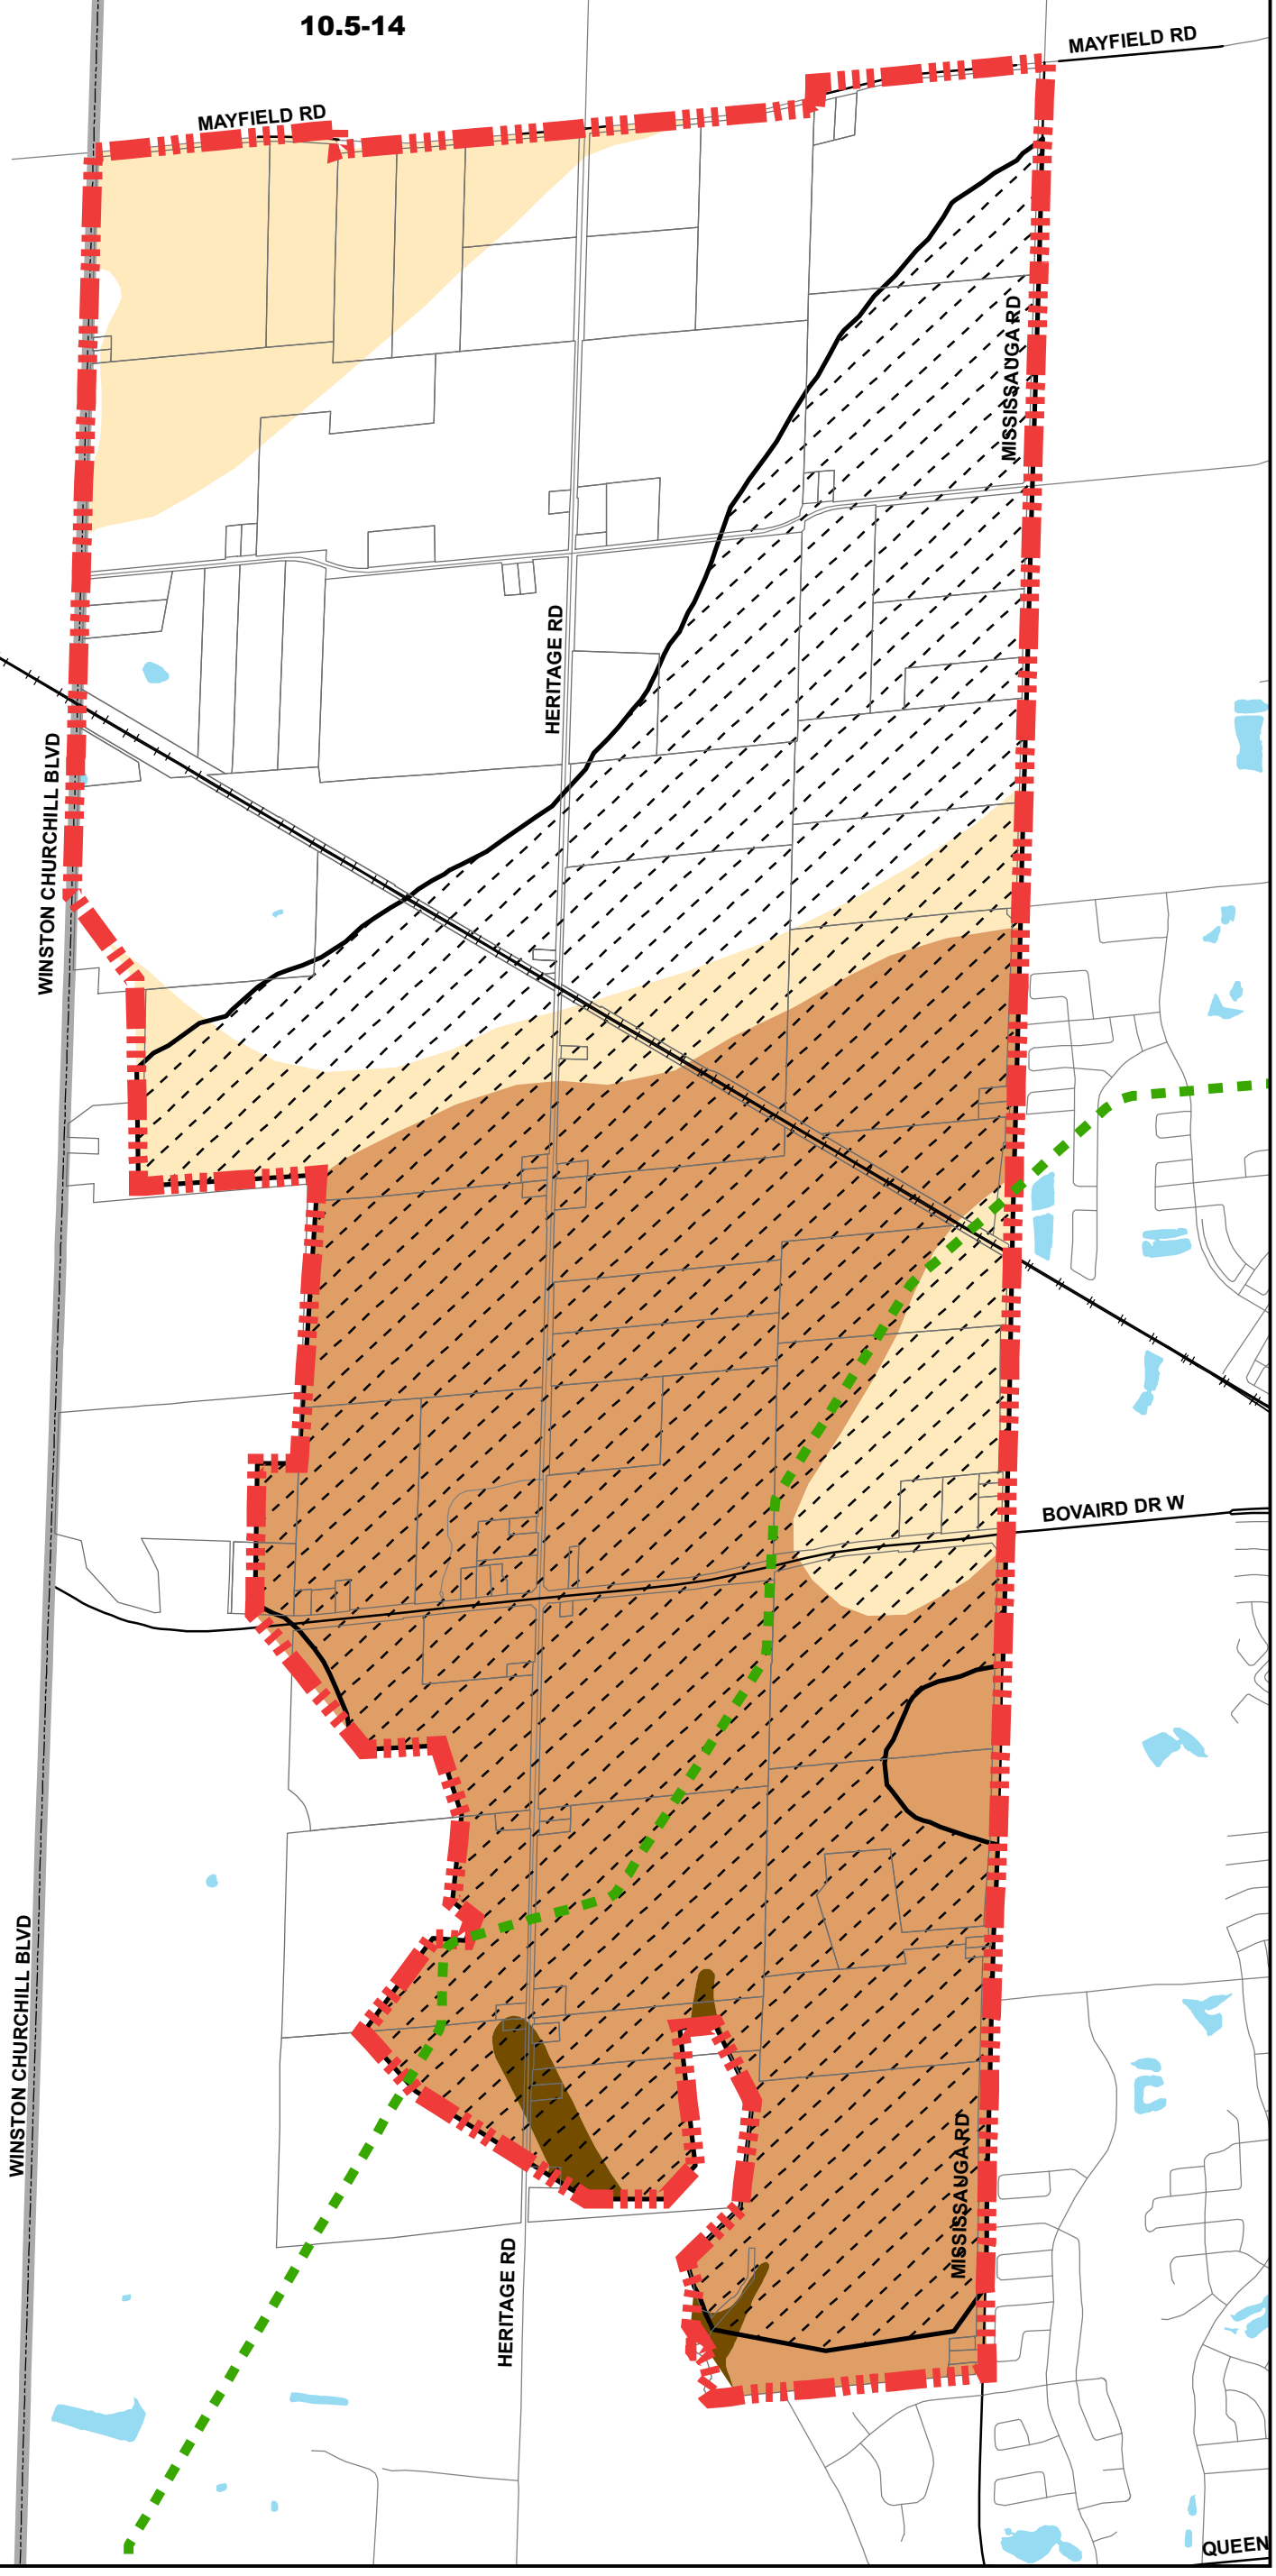 10.5-14
MAYFIELD RD
MAYFIELD RD
MISSISSAUGA RD
HERITAGE RD
WINSTON CHURCHILL BLVD
BOVAIRD DR W
WINSTON CHURCHILL BLVD
MISSISSAUGA RD
HERITAGE RD
QUEEN